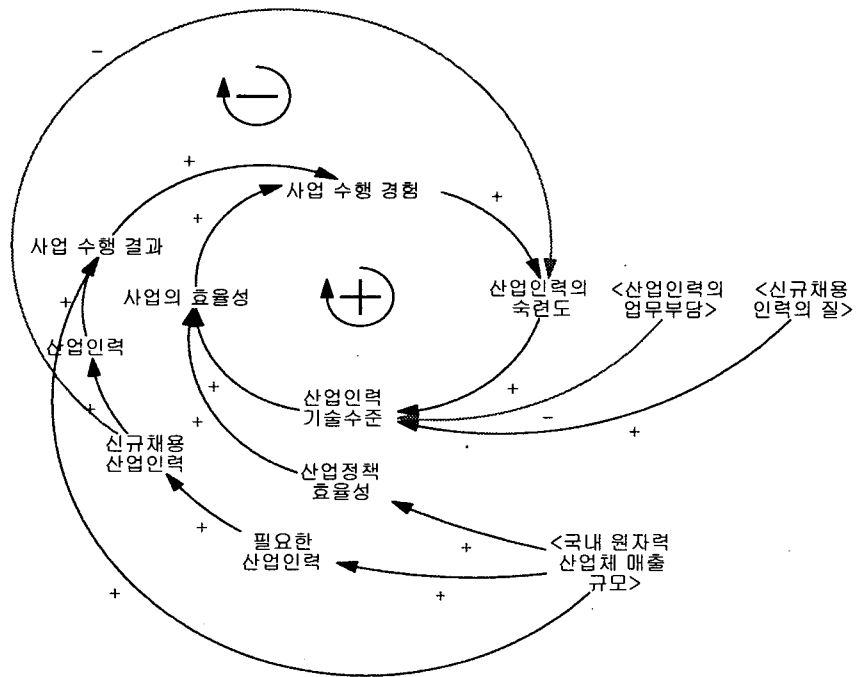 −
−
+
사업 수행 경험
+
+
사업 수행 결과
사업의 효율성
+
산업인력의
숙련도
<산업인력의
업무부담>
<신규채용
인력의 질>
+
산업인력
+
산업인력
기술수준
+
−
+
+
+
신규채용
산업인력
산업정책
효율성
+
필요한
산업인력
+
<국내 원자력
산업체 매출
규모>
+
+